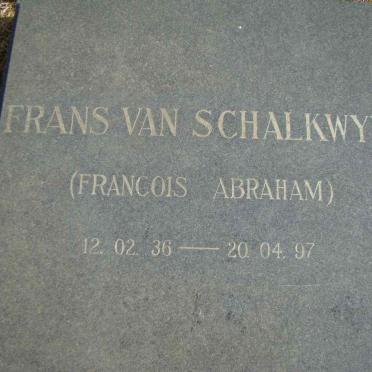 FRANS VAN SCHALKWY
(FRANCOIS ABRAHAM)
12. 02. 36 — 20. 04. 97